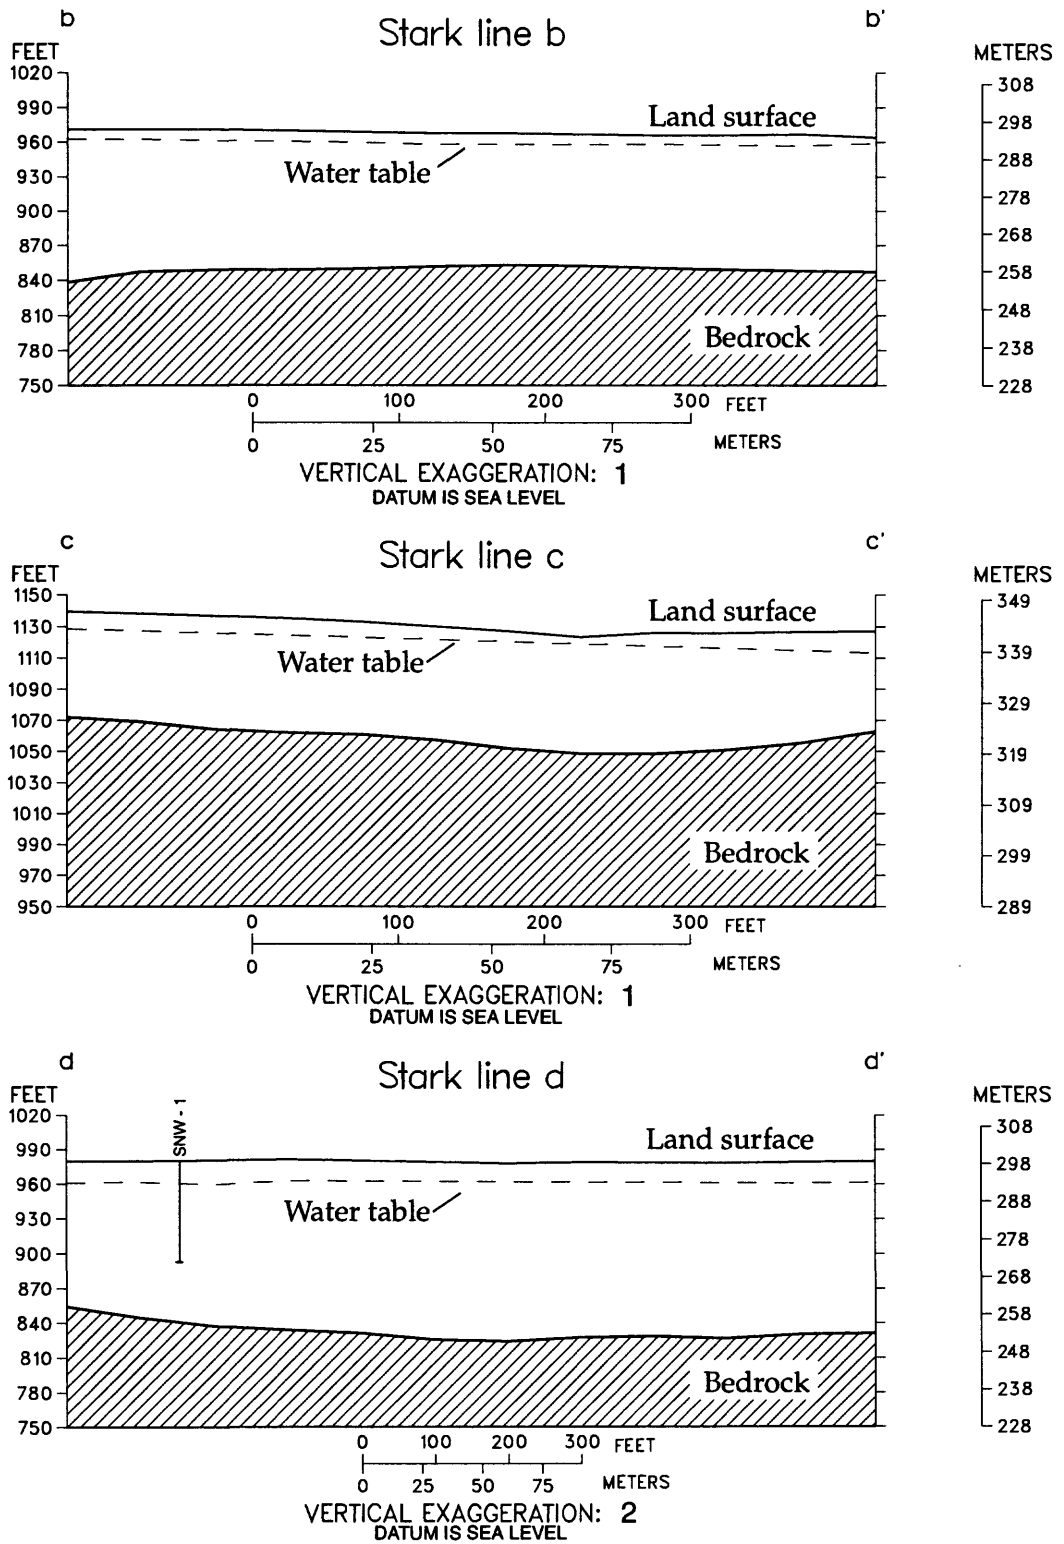 b Stark line b b'
FEET METERS
1020
990
960
930
900
870
840
810
780
750
Land surface
Water table
Bedrock
308
298
288
278
268
258
248
238
228
0 100 200 300 FEET
0 25 50 75 METERS
VERTICAL EXAGGERATION: 1
DATUM IS SEA LEVEL
c Stark line c c'
FEET METERS
1150
1130
1110
1090
1070
1050
1030
1010
990
970
950
Land surface
Water table
Bedrock
349
339
329
319
309
299
289
0 100 200 300 FEET
0 25 50 75 METERS
VERTICAL EXAGGERATION: 1
DATUM IS SEA LEVEL
d Stark line d d'
FEET METERS
1020
990
960
930
900
870
840
810
780
750
SNW - 1
Land surface
Water table
Bedrock
308
298
288
278
268
258
248
238
228
0 100 200 300 FEET
0 25 50 75 METERS
VERTICAL EXAGGERATION: 2
DATUM IS SEA LEVEL